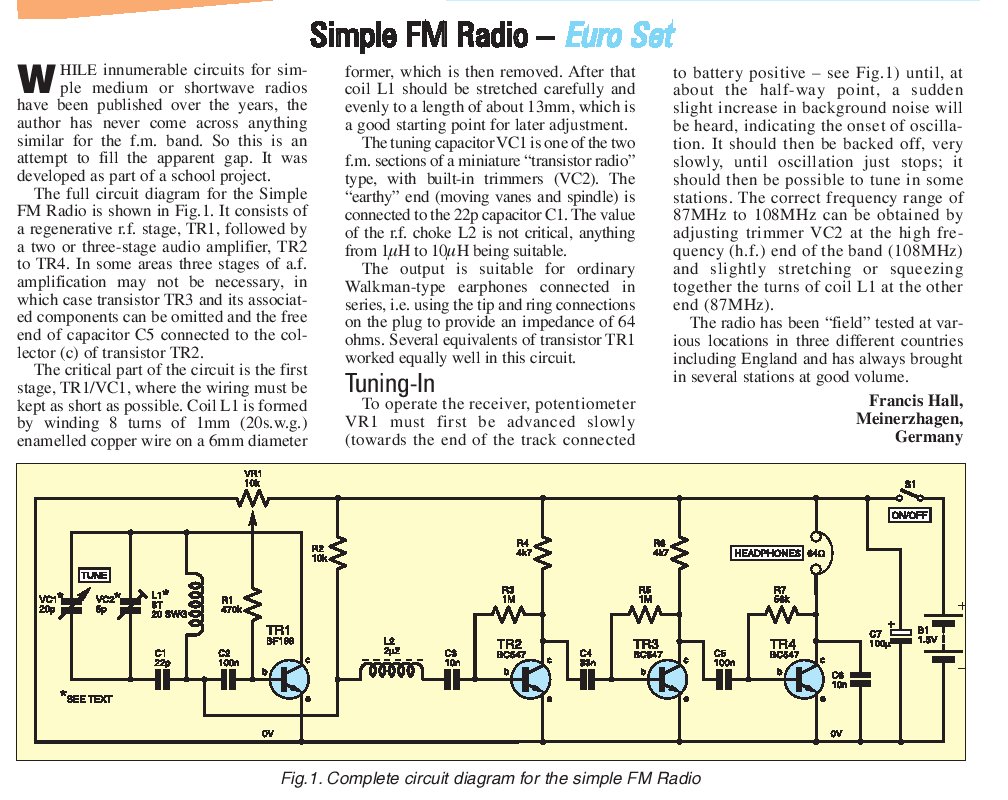 Simple FM Radio – Euro Set
WHILE innumerable circuits for sim-
ple medium or shortwave radios
have been published over the years, the
author has never come across anything
similar for the f.m. band. So this is an
attempt to fill the apparent gap. It was
developed as part of a school project.
The full circuit diagram for the Simple
FM Radio is shown in Fig.1. It consists of
a regenerative r.f. stage, TR1, followed by
a two or three-stage audio amplifier, TR2
to TR4. In some areas three stages of a.f.
amplification may not be necessary, in
which case transistor TR3 and its associat-
ed components can be omitted and the free
end of capacitor C5 connected to the col-
lector (c) of transistor TR2.
The critical part of the circuit is the first
stage, TR1/VC1, where the wiring must be
kept as short as possible. Coil L1 is formed
by winding 8 turns of 1mm (20s.w.g.)
enamelled copper wire on a 6mm diameter
former, which is then removed. After that
coil L1 should be stretched carefully and
evenly to a length of about 13mm, which is
a good starting point for later adjustment.
The tuning capacitor VC1 is one of the two
f.m. sections of a miniature “transistor radio”
type, with built-in trimmers (VC2). The
“earthy” end (moving vanes and spindle) is
connected to the 22p capacitor C1. The value
of the r.f. choke L2 is not critical, anything
from 1µH to 10µH being suitable.
The output is suitable for ordinary
Walkman-type earphones connected in
series, i.e. using the tip and ring connections
on the plug to provide an impedance of 64
ohms. Several equivalents of transistor TR1
worked equally well in this circuit.
Tuning-In
To operate the receiver, potentiometer
VR1 must first be advanced slowly
(towards the end of the track connected
to battery positive – see Fig.1) until, at
about the half-way point, a sudden
slight increase in background noise will
be heard, indicating the onset of oscilla-
tion. It should then be backed off, very
slowly, until oscillation just stops; it
should then be possible to tune in some
stations. The correct frequency range of
87MHz to 108MHz can be obtained by
adjusting trimmer VC2 at the high fre-
quency (h.f.) end of the band (108MHz)
and slightly stretching or squeezing
together the turns of coil L1 at the other
end (87MHz).
The radio has been “field” tested at var-
ious locations in three different countries
including England and has always brought
in several stations at good volume.
Francis Hall,
Meinerzhagen,
Germany
VR1
10k
S1
ON/OFF
R2
10k
R4
4k7
R6
4k7
HEADPHONES
64Ω
TUNE
VC1*
20p
VC2*
L1*
8T
20 SWG
R1
470k
R3
1M
R5
1M
R7
56k
TR1
L2
2µ2
TR2
BC547
TR3
BC547
TR4
BC547
C7
100µ
+
B1
1.5V
+
–
C1
22p
C2
100n
C3
10n
C4
C5
100n
C6
10n
b
c
e
b
c
e
b
c
e
b
c
e
*SEE TEXT
0V
0V
Fig.1. Complete circuit diagram for the simple FM Radio